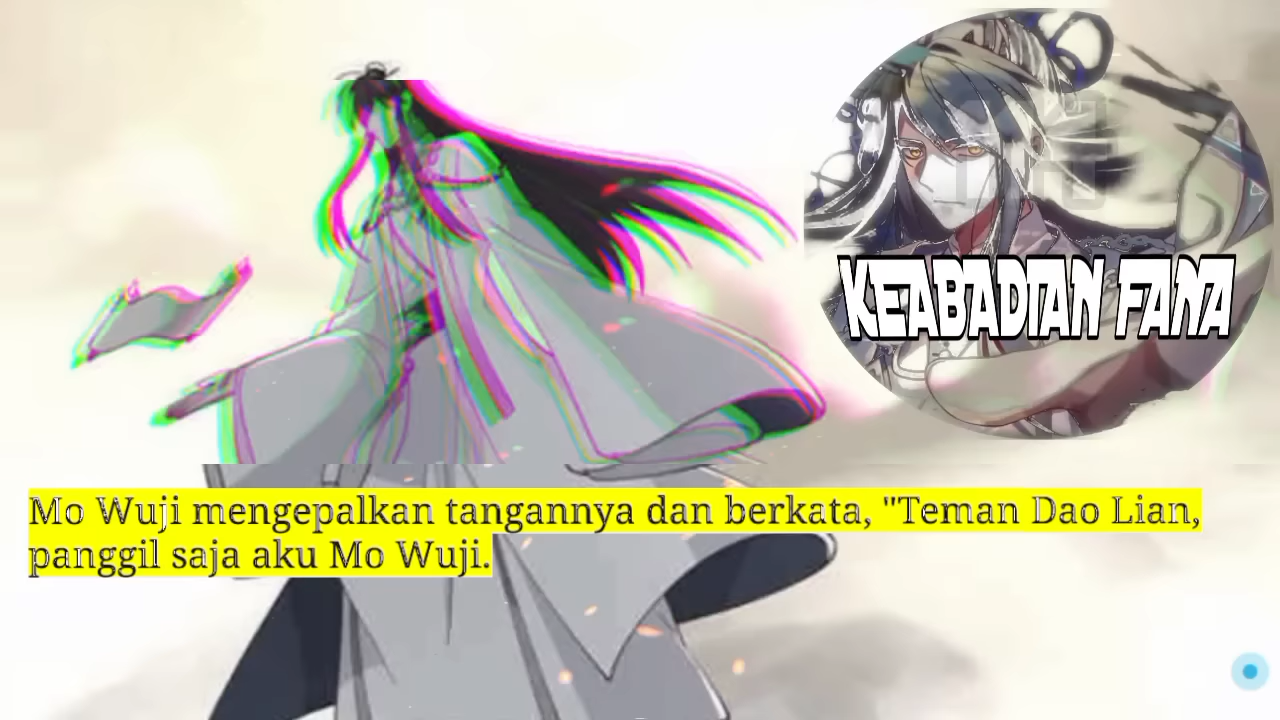 KEABADIAN FANA
Mo Wuji mengepalkan tangannya dan berkata, "Teman Dao Lian,
panggil saja aku Mo Wuji.